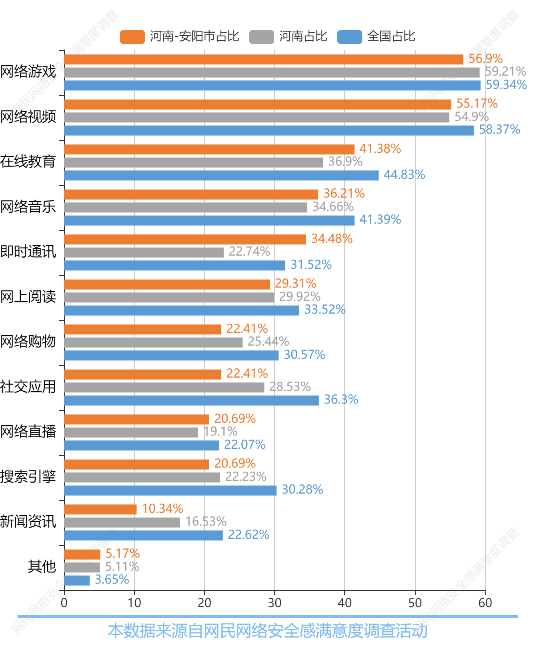 河南-安阳市占比 河南占比 全国占比
网络游戏 56.9% 59.21% 59.34%
网络视频 55.17% 54.9% 58.37%
在线教育 41.38% 36.9% 44.83%
网络音乐 36.21% 34.66% 41.39%
即时通讯 34.48% 22.74% 31.52%
网上阅读 29.31% 29.92% 33.52%
网络购物 22.41% 25.44% 30.57%
社交应用 22.41% 28.53% 36.3%
网络直播 20.69% 19.1% 22.07%
搜索引擎 20.69% 22.23% 30.28%
新闻资讯 10.34% 16.53% 22.62%
其他 5.17% 5.11% 3.65%
0 10 20 30 40 50 60
本数据来源自网民网络安全感满意度调查活动